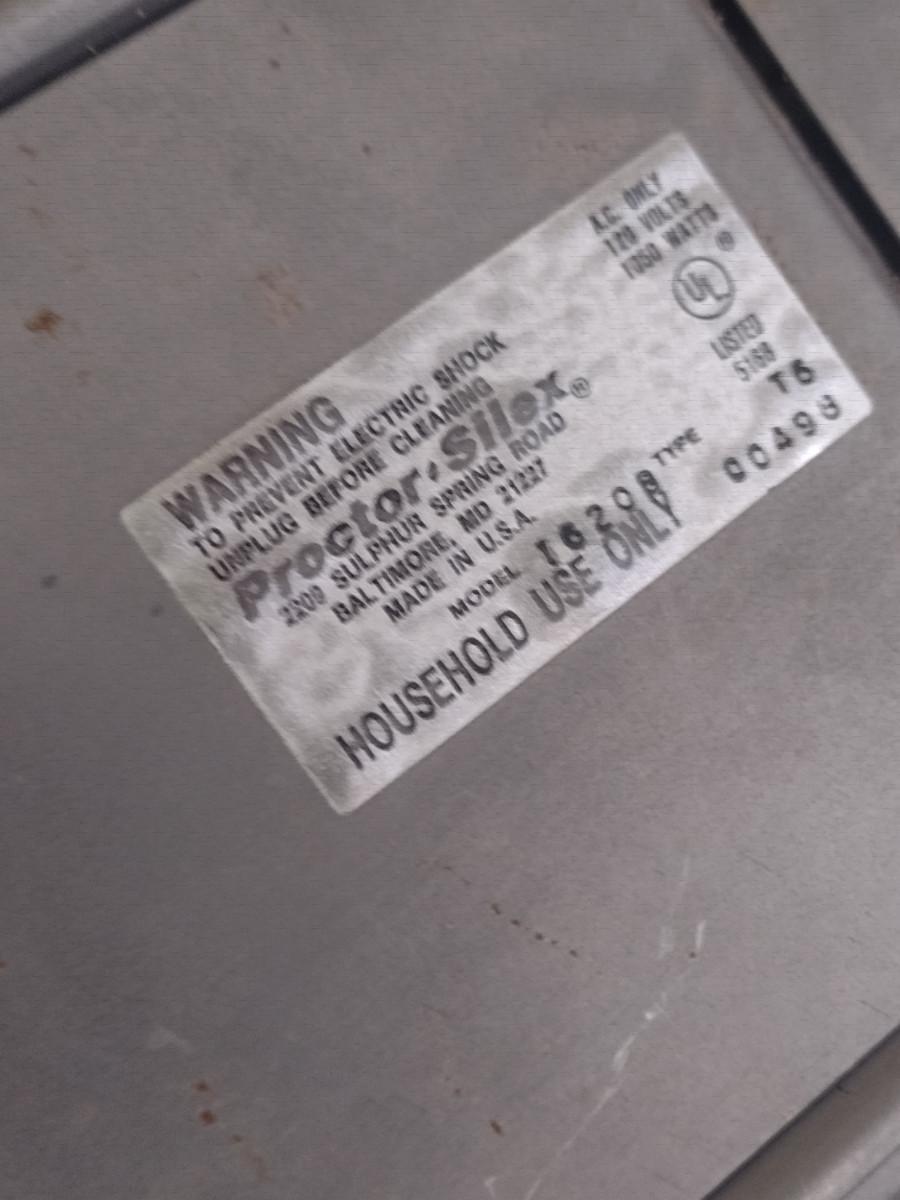 WARNING
TO PREVENT ELECTRIC SHOCK
UNPLUG BEFORE CLEANING
Proctor-Silex®
2200 SULPHUR SPRING ROAD
BALTIMORE, MD 21227
MADE IN U.S.A.
MODEL T620B TYPE T6
HOUSEHOLD USE ONLY
A.C. ONLY
120 VOLTS
1050 WATTS
UL ®
LISTED
516B